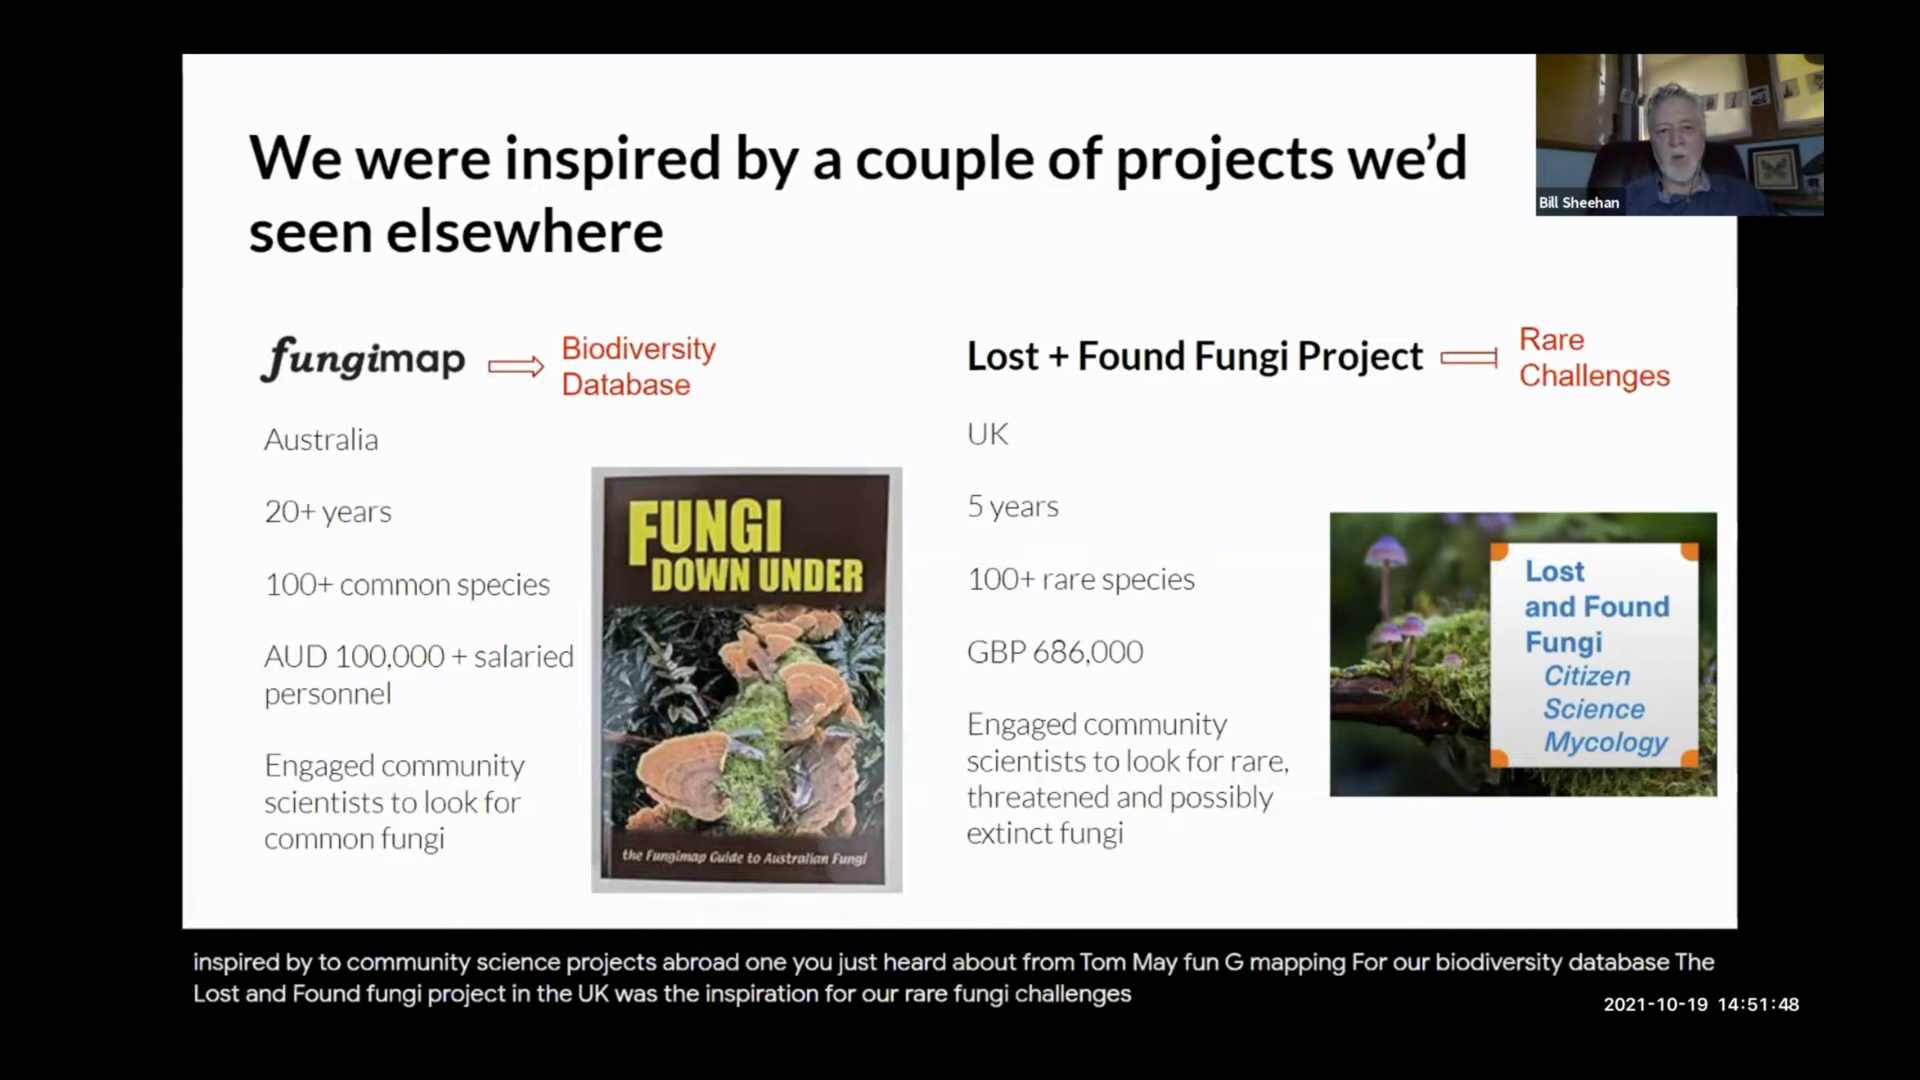 We were inspired by a couple of projects we'd
seen elsewhere
Bill Sheehan
fungimap
Biodiversity
Database
Australia
20+ years
100+ common species
AUD 100,000 + salaried
personnel
Engaged community
scientists to look for
common fungi
FUNGI
DOWN UNDER
the Fungimap Guide to Australian Fungi
Lost + Found Fungi Project
Rare
Challenges
UK
5 years
100+ rare species
GBP 686,000
Engaged community
scientists to look for rare,
threatened and possibly
extinct fungi
Lost
and Found
Fungi
Citizen
Science
Mycology
inspired by to community science projects abroad one you just heard about from Tom May fun G mapping For our biodiversity database The
Lost and Found fungi project in the UK was the inspiration for our rare fungi challenges
2021-10-19 14:51:48